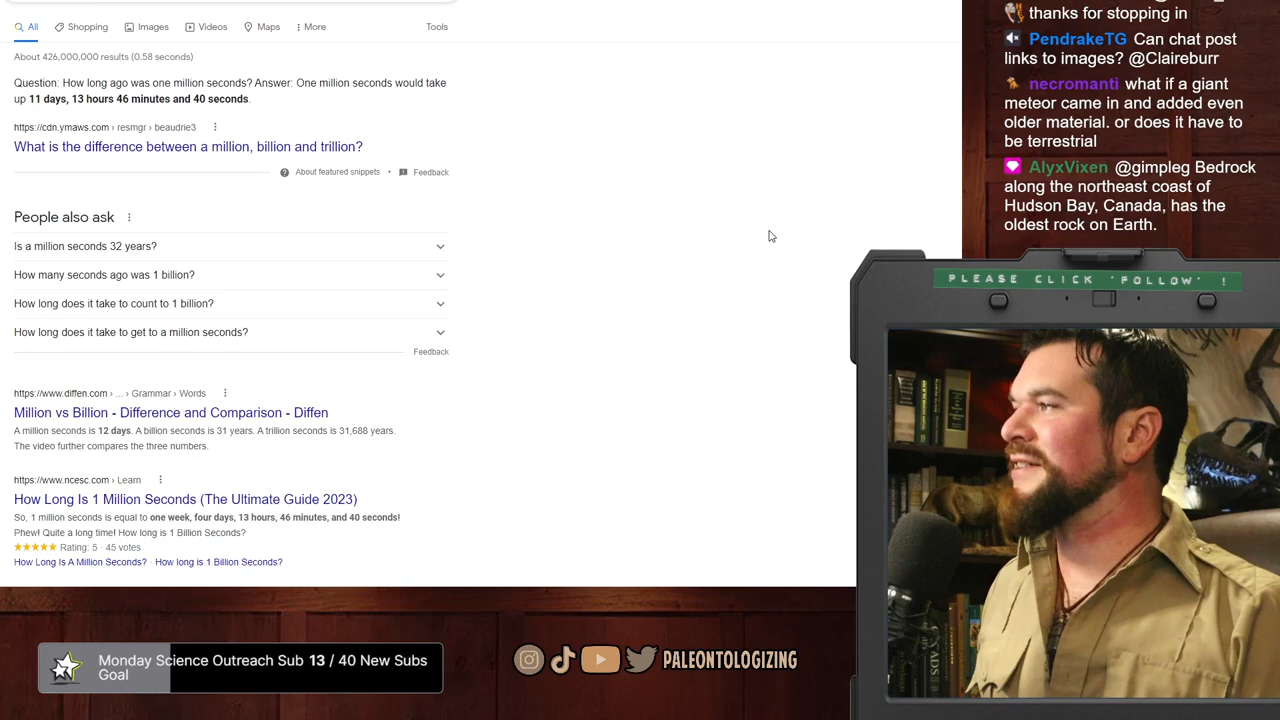 All
Shopping
Images
Videos
Maps
More
Tools
About 426,000,000 results (0.58 seconds)
Question: How long ago was one million seconds? Answer: One million seconds would take
up 11 days, 13 hours 46 minutes and 40 seconds.
https://cdn.ymaws.com › resmgr › beaudrie3
What is the difference between a million, billion and trillion?
About featured snippets • Feedback
People also ask
Is a million seconds 32 years?
How many seconds ago was 1 billion?
How long does it take to count to 1 billion?
How long does it take to get to a million seconds?
Feedback
https://www.diffen.com › ... › Grammar › Words
Million vs Billion - Difference and Comparison - Diffen
A million seconds is 12 days. A billion seconds is 31 years. A trillion seconds is 31,688 years.
The video further compares the three numbers.
https://www.ncesc.com › Learn
How Long Is 1 Million Seconds (The Ultimate Guide 2023)
So, 1 million seconds is equal to one week, four days, 13 hours, 46 minutes, and 40 seconds!
Phew! Quite a long time! How long is 1 Billion Seconds?
★★★★★ Rating: 5 · 45 votes
How Long Is A Million Seconds? · How long is 1 Billion Seconds?
thanks for stopping in
PendrakeTG Can chat post
links to images? @Claireburr
necromanti what if a giant
meteor came in and added even
older material. or does it have to
be terrestrial
AlyxVixen @gimpleg Bedrock
along the northeast coast of
Hudson Bay, Canada, has the
oldest rock on Earth.
PLEASE CLICK 'FOLLOW' !
Monday Science Outreach Sub 13 / 40 New Subs
Goal
PALEONTOLOGIZING